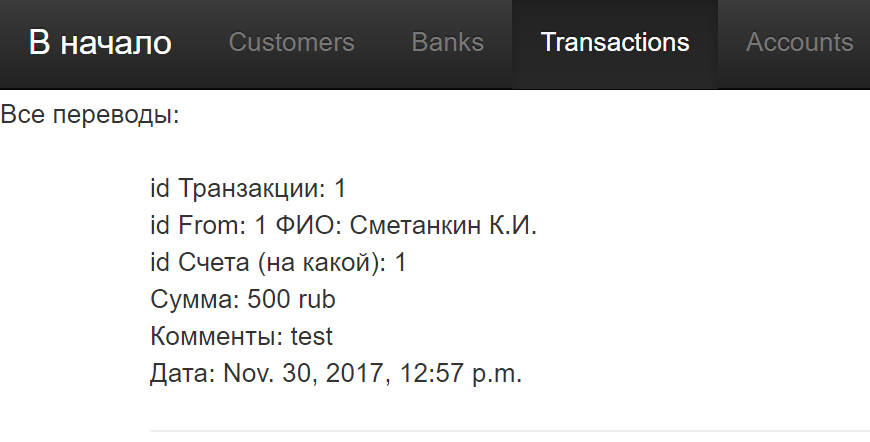 В начало Customers Banks Transactions Accounts
Все переводы:
id Транзакции: 1
id From: 1 ФИО: Сметанкин К.И.
id Счета (на какой): 1
Сумма: 500 rub
Комменты: test
Дата: Nov. 30, 2017, 12:57 p.m.